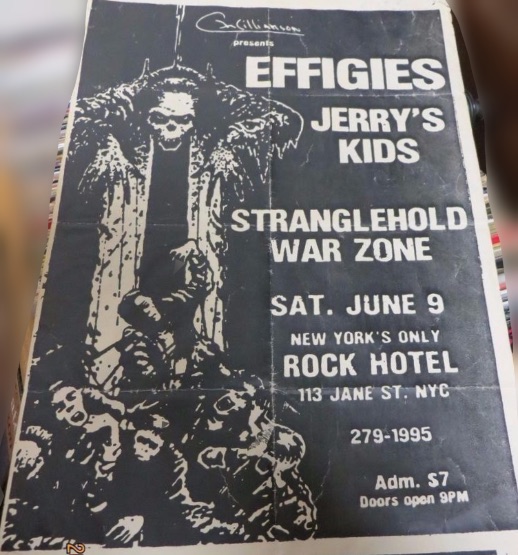 presents
EFFIGIES
JERRY'S
KIDS
STRANGLEHOLD
WAR ZONE
SAT. JUNE 9
NEW YORK'S ONLY
ROCK HOTEL
113 JANE ST. NYC
279-1995
Adm. $7
Doors open 9PM